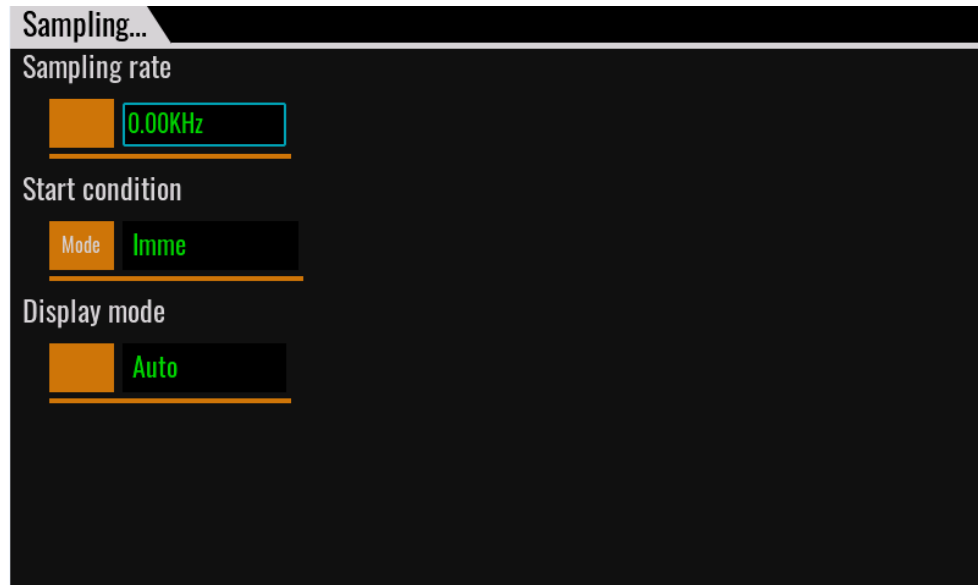 Sampling...
Sampling rate
0.00KHz
Start condition
Mode Imme
Display mode
Auto